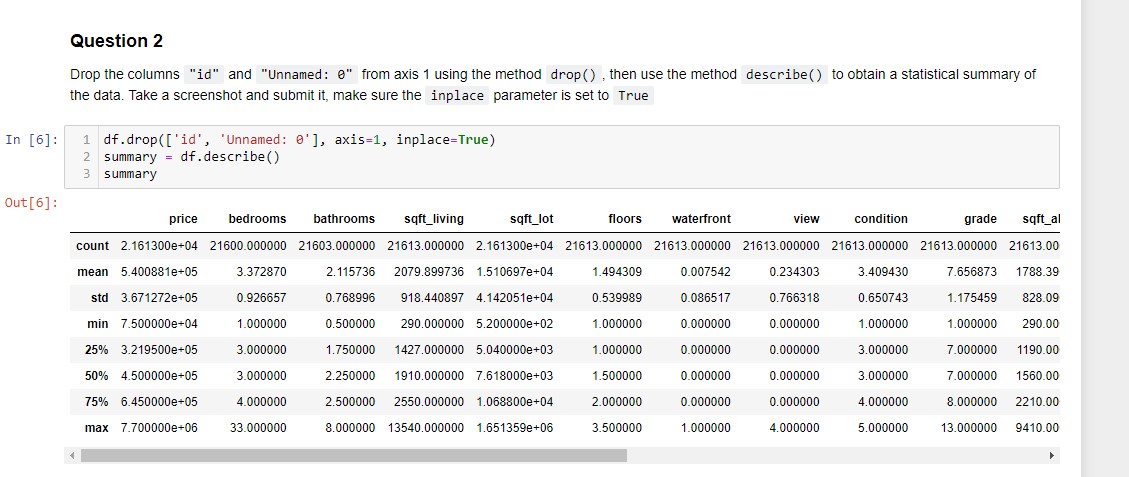 Question 2
Drop the columns "id" and "Unnamed: 0" from axis 1 using the method drop() , then use the method describe() to obtain a statistical summary of
the data. Take a screenshot and submit it, make sure the inplace parameter is set to True
In [6]: 1 df.drop(['id', 'Unnamed: 0'], axis=1, inplace=True)
2 summary = df.describe()
3 summary
Out[6]:
price bedrooms bathrooms sqft_living sqft_lot floors waterfront view condition grade sqft_al
count 2.161300e+04 21600.000000 21603.000000 21613.000000 2.161300e+04 21613.000000 21613.000000 21613.000000 21613.000000 21613.000000 21613.00
mean 5.400881e+05 3.372870 2.115736 2079.899736 1.510697e+04 1.494309 0.007542 0.234303 3.409430 7.656873 1788.39
std 3.671272e+05 0.926657 0.768996 918.440897 4.142051e+04 0.539989 0.086517 0.766318 0.650743 1.175459 828.09
min 7.500000e+04 1.000000 0.500000 290.000000 5.200000e+02 1.000000 0.000000 0.000000 1.000000 1.000000 290.00
25% 3.219500e+05 3.000000 1.750000 1427.000000 5.040000e+03 1.000000 0.000000 0.000000 3.000000 7.000000 1190.00
50% 4.500000e+05 3.000000 2.250000 1910.000000 7.618000e+03 1.500000 0.000000 0.000000 3.000000 7.000000 1560.00
75% 6.450000e+05 4.000000 2.500000 2550.000000 1.068800e+04 2.000000 0.000000 0.000000 4.000000 8.000000 2210.00
max 7.700000e+06 33.000000 8.000000 13540.000000 1.651359e+06 3.500000 1.000000 4.000000 5.000000 13.000000 9410.00